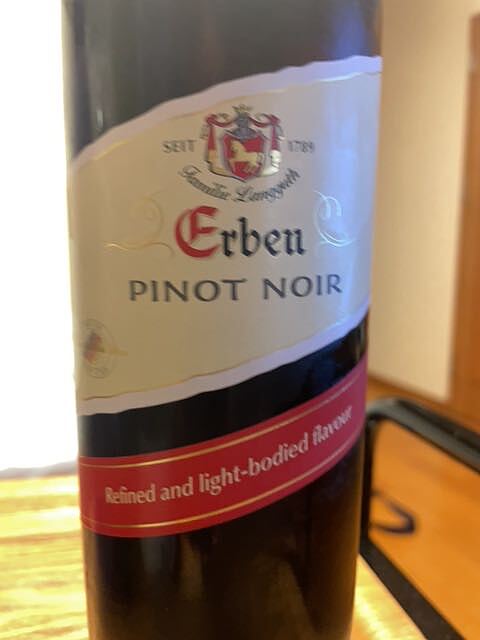 SEIT 1789
Familie Langguth
Erben
PINOT NOIR
Refined and light-bodied flavour